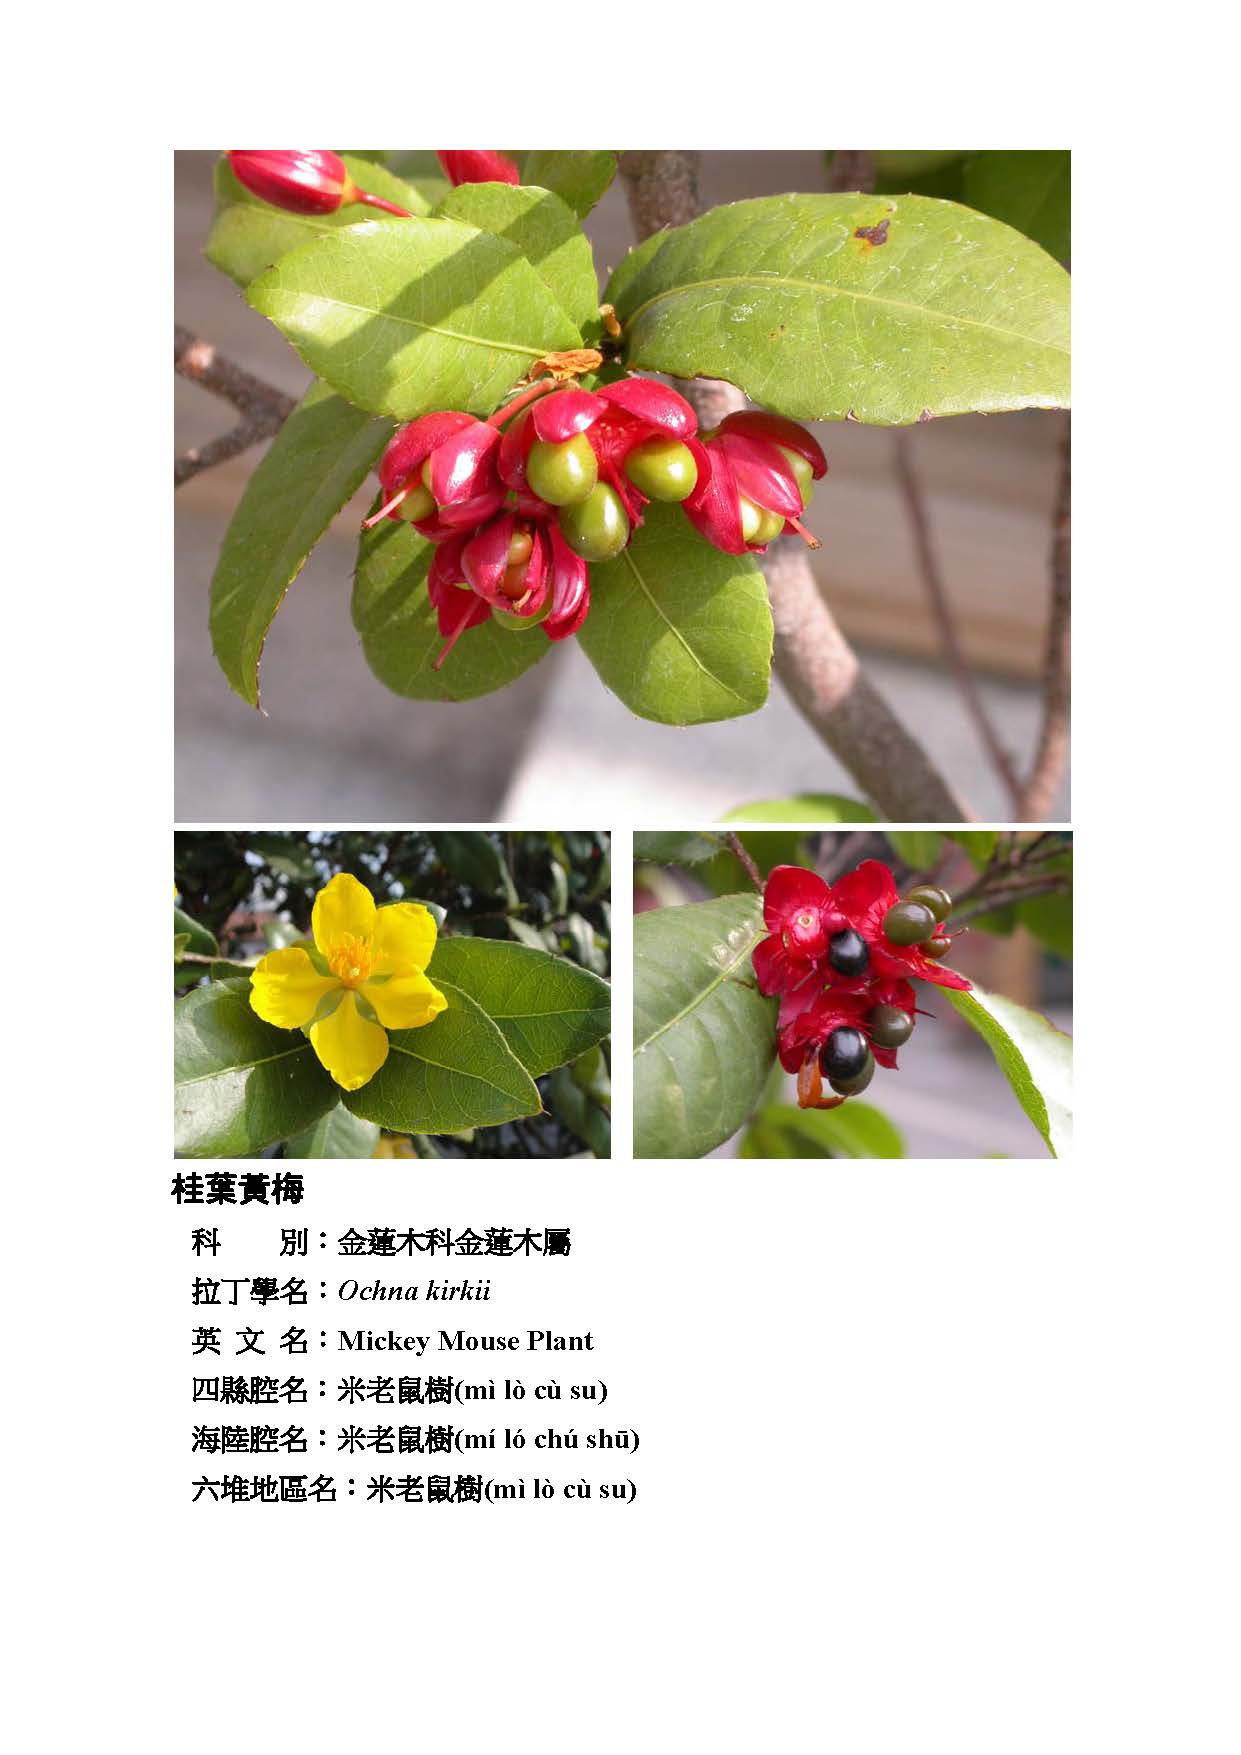 桂葉黃梅
科　　別：金蓮木科金蓮木屬
拉丁學名：Ochna kirkii
英 文 名：Mickey Mouse Plant
四縣腔名：米老鼠樹(mì lò cù su)
海陸腔名：米老鼠樹(mí ló chú shū)
六堆地區名：米老鼠樹(mì lò cù su)